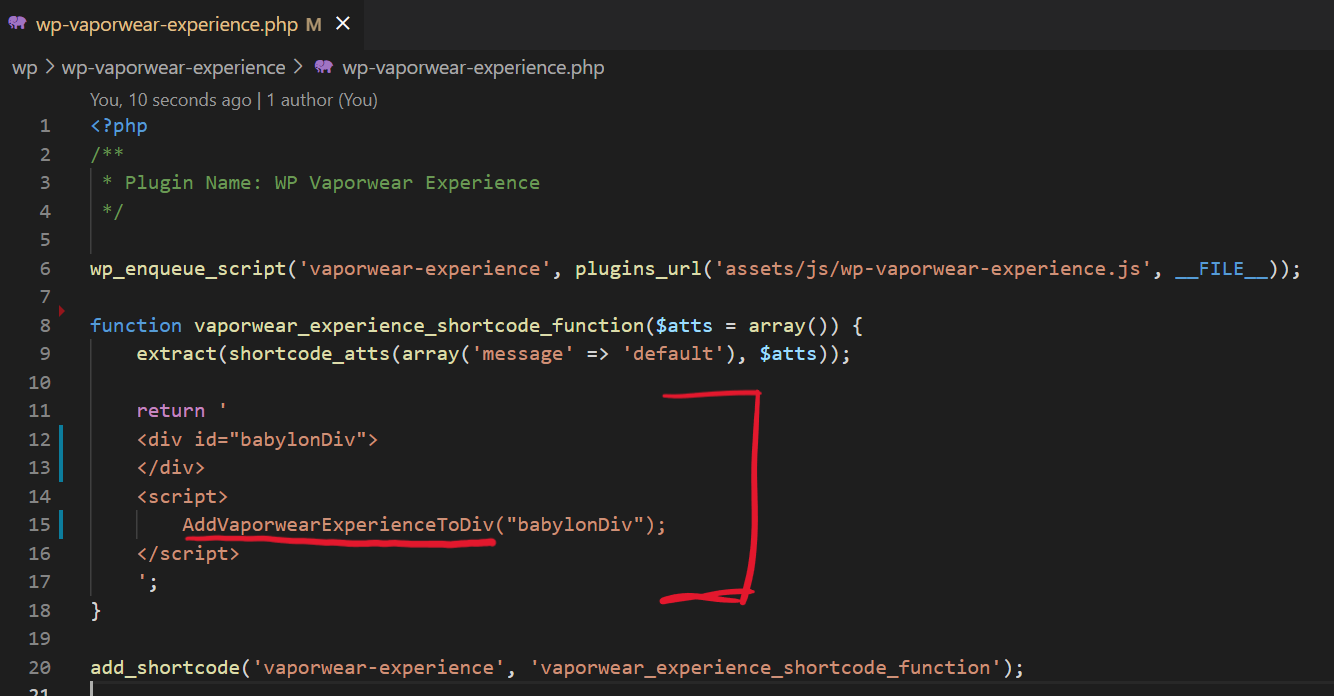 wp-vaporwear-experience.php M
wp > wp-vaporwear-experience > wp-vaporwear-experience.php
You, 10 seconds ago | 1 author (You)
1 <?php
2 /**
3  * Plugin Name: WP Vaporwear Experience
4  */
5
6 wp_enqueue_script('vaporwear-experience', plugins_url('assets/js/wp-vaporwear-experience.js', __FILE__));
7
8 function vaporwear_experience_shortcode_function($atts = array()) {
9     extract(shortcode_atts(array('message' => 'default'), $atts));
10
11     return '
12     <div id="babylonDiv">
13     </div>
14     <script>
15         AddVaporwearExperienceToDiv("babylonDiv");
16     </script>
17     ';
18 }
19
20 add_shortcode('vaporwear-experience', 'vaporwear_experience_shortcode_function');
21